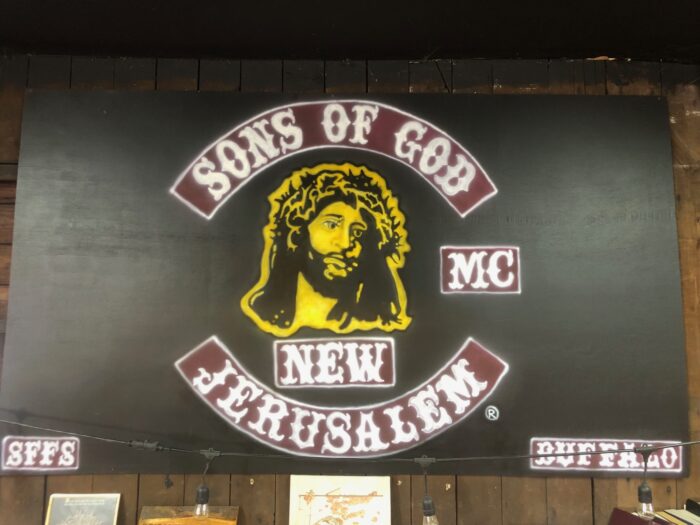 SONS OF GOD
MC
NEW
JERUSALEM
®
SFFS
BUFFALO